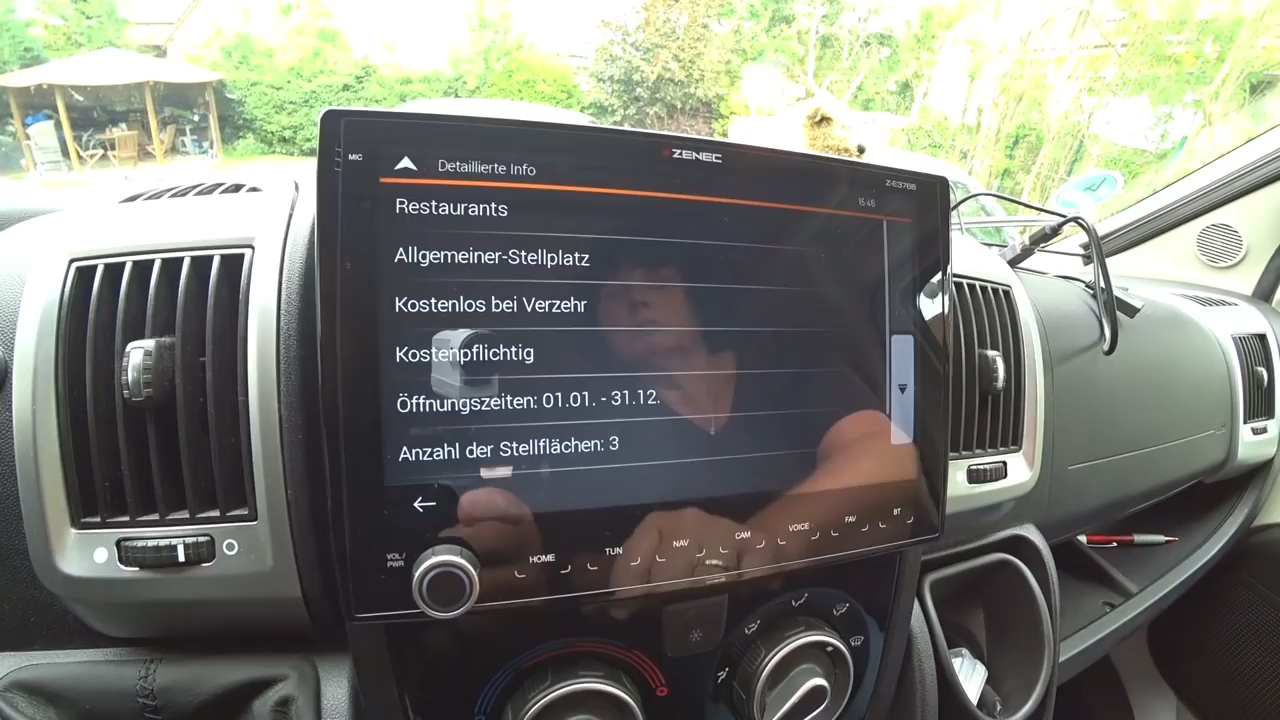 MIC
ZENEC
Detaillierte Info
Z-E3766
15:46
Restaurants
Allgemeiner-Stellplatz
Kostenlos bei Verzehr
Kostenpflichtig
Öffnungszeiten: 01.01. - 31.12.
Anzahl der Stellflächen: 3
VOL /
PWR
HOME
TUN
NAV
CAM
VOICE
FAV
BT